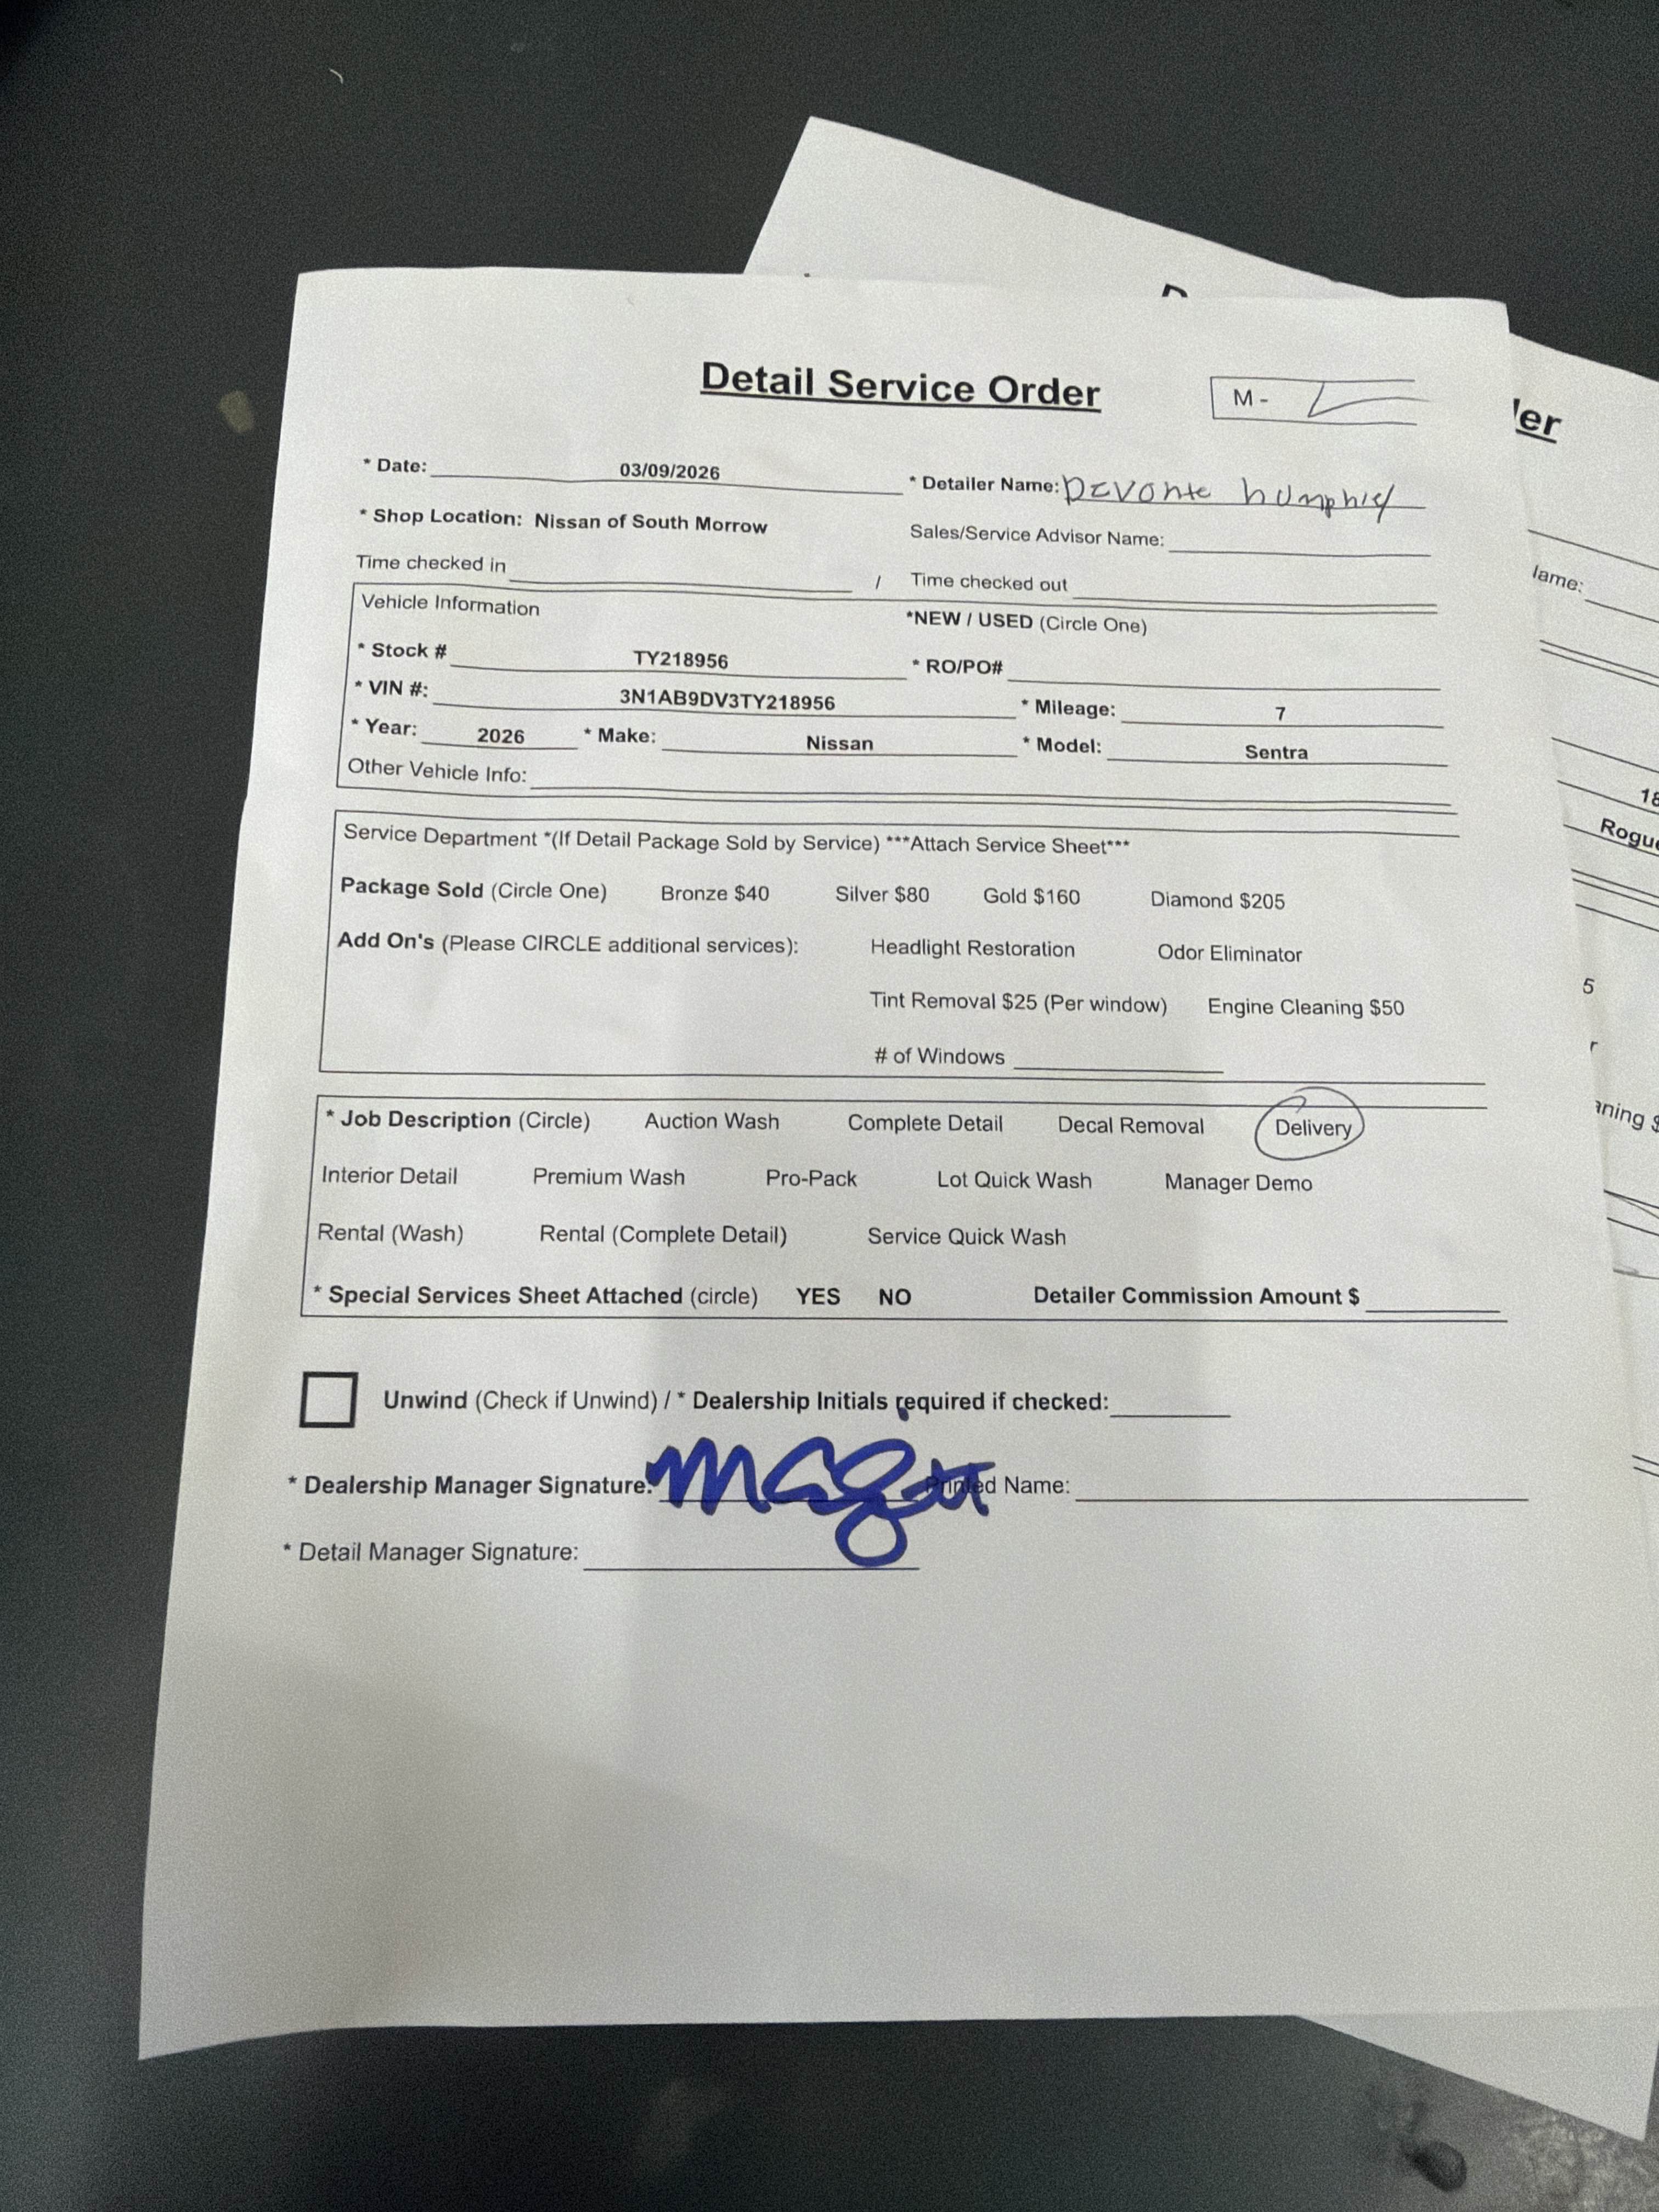 Detail Service Order
M -
* Date: 03/09/2026
* Detailer Name: Devonte
* Shop Location: Nissan of South Morrow
Sales/Service Advisor Name:
Time checked in / Time checked out
Vehicle Information
*NEW / USED (Circle One)
* Stock # TY218956
* RO/PO#
* VIN #: 3N1AB9DV3TY218956
* Mileage: 7
* Year: 2026 * Make: Nissan * Model: Sentra
Other Vehicle Info:
Service Department *(If Detail Package Sold by Service) ***Attach Service Sheet***
Package Sold (Circle One) Bronze $40 Silver $80 Gold $160 Diamond $205
Add On's (Please CIRCLE additional services): Headlight Restoration Odor Eliminator
Tint Removal $25 (Per window) Engine Cleaning $50
# of Windows
* Job Description (Circle) Auction Wash Complete Detail Decal Removal Delivery
Interior Detail Premium Wash Pro-Pack Lot Quick Wash Manager Demo
Rental (Wash) Rental (Complete Detail) Service Quick Wash
* Special Services Sheet Attached (circle) YES NO Detailer Commission Amount $
Unwind (Check if Unwind) / * Dealership Initials required if checked:
* Dealership Manager Signature: Printed Name:
* Detail Manager Signature:
ler
lame:
18
Rogue
5
r
aning $